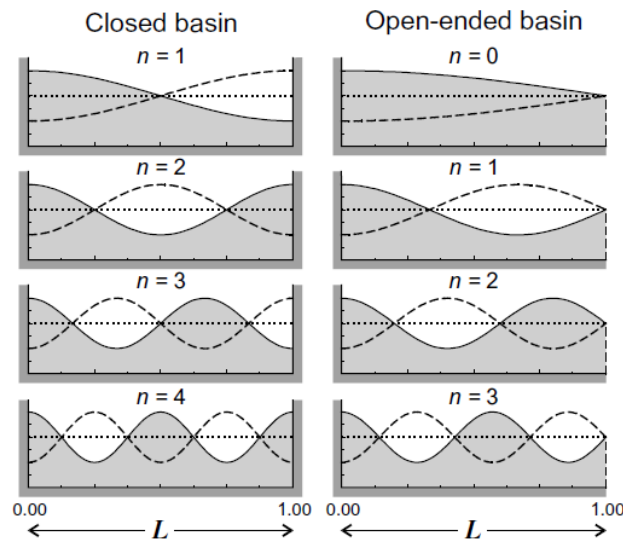 Closed basin
Open-ended basin
n = 1
n = 0
n = 2
n = 1
n = 3
n = 2
n = 4
n = 3
0.00
1.00
0.00
1.00
L
L